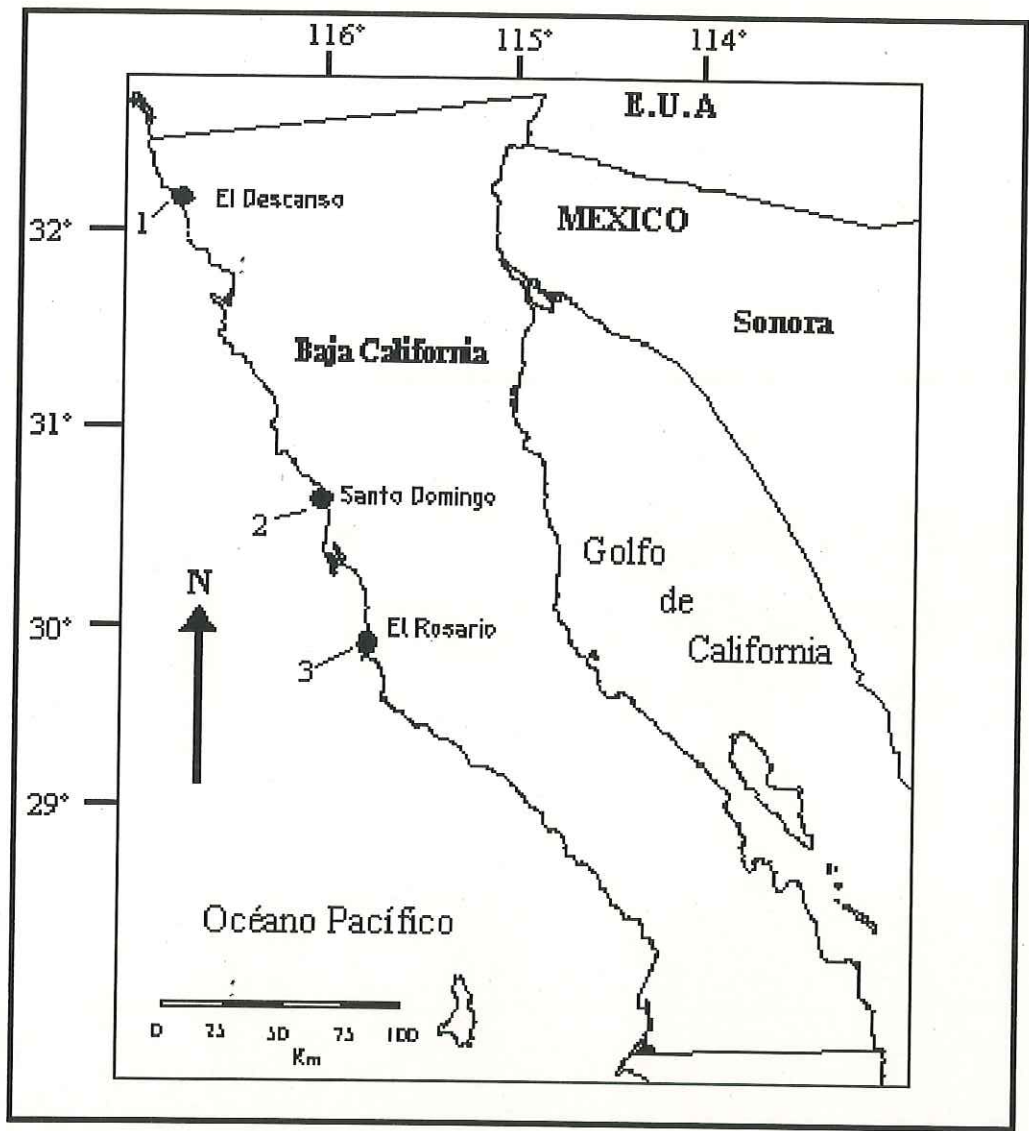 116° 115° 114°
E.U.A
El Descanso
1
32°
MEXICO
Sonora
Baja California
31°
Santo Domingo
2
Golfo
de
California
N
30°
El Rosario
3
29°
Océano Pacífico
0 25 50 75 100
Km